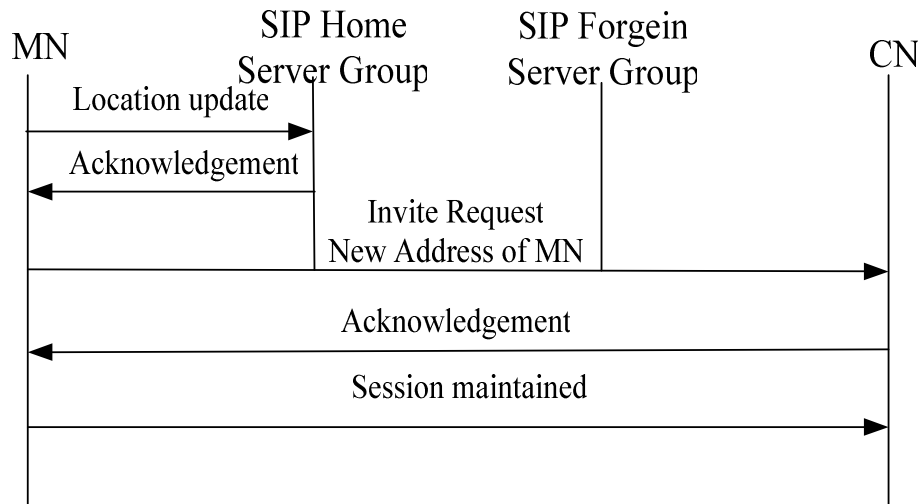 MN
SIP Home
Server Group
SIP Forgein
Server Group
CN
Location update
Acknowledgement
Invite Request
New Address of MN
Acknowledgement
Session maintained